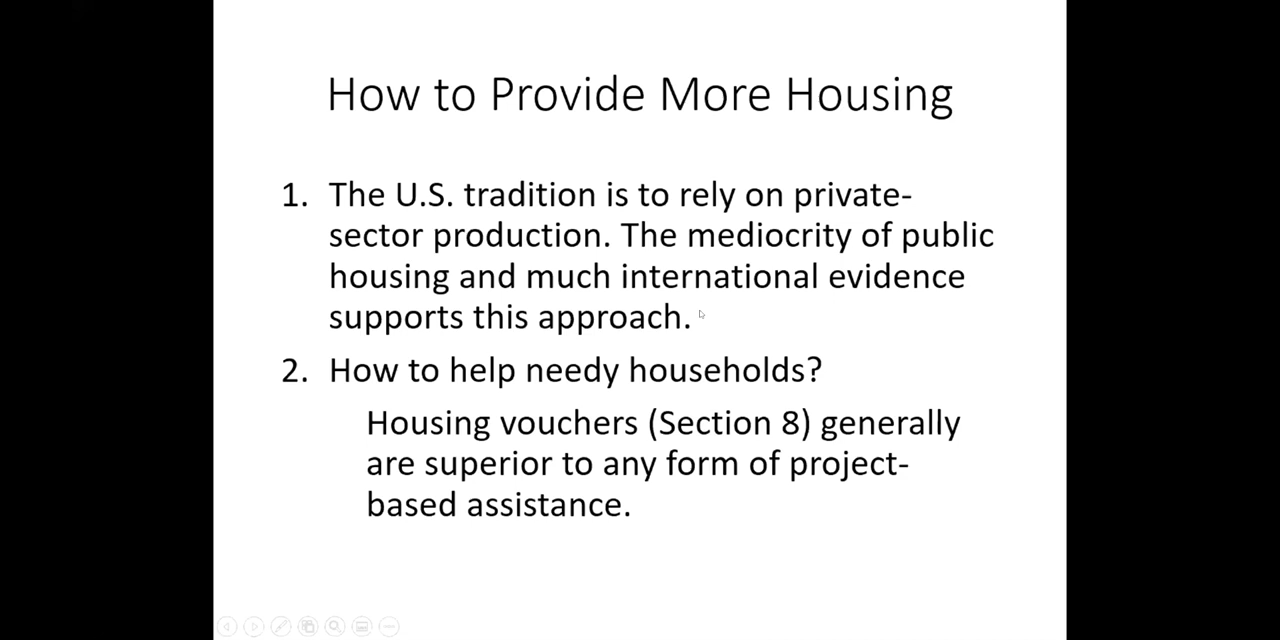 How to Provide More Housing
1. The U.S. tradition is to rely on private-
sector production. The mediocrity of public
housing and much international evidence
supports this approach.
2. How to help needy households?
Housing vouchers (Section 8) generally
are superior to any form of project-
based assistance.